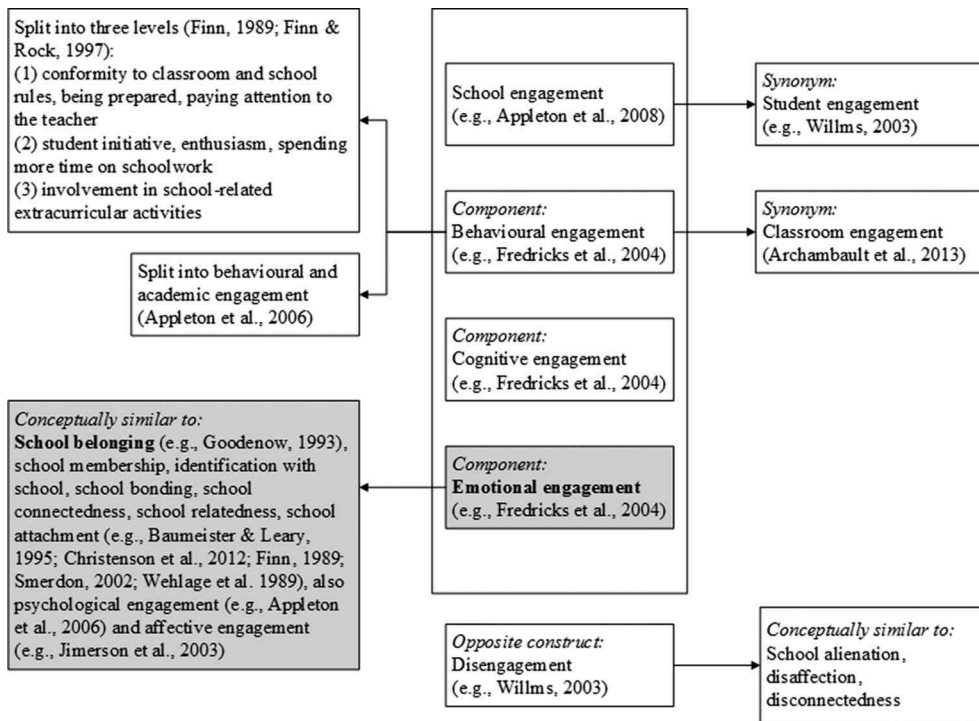 Split into three levels (Finn, 1989; Finn &
Rock, 1997):
(1) conformity to classroom and school
rules, being prepared, paying attention to
the teacher
(2) student initiative, enthusiasm, spending
more time on schoolwork
(3) involvement in school-related
extracurricular activities
Split into behavioural and
academic engagement
(Appleton et al., 2006)
Conceptually similar to:
School belonging (e.g., Goodenow, 1993),
school membership, identification with
school, school bonding, school
connectedness, school relatedness, school
attachment (e.g., Baumeister & Leary,
1995; Christenson et al., 2012; Finn, 1989;
Smerdon, 2002; Wehlage et al. 1989), also
psychological engagement (e.g., Appleton
et al., 2006) and affective engagement
(e.g., Jimerson et al., 2003)
School engagement
(e.g., Appleton et al., 2008)
Component:
Behavioural engagement
(e.g., Fredricks et al., 2004)
Component:
Cognitive engagement
(e.g., Fredricks et al., 2004)
Component:
Emotional engagement
(e.g., Fredricks et al., 2004)
Opposite construct:
Disengagement
(e.g., Willms, 2003)
Synonym:
Student engagement
(e.g., Willms, 2003)
Synonym:
Classroom engagement
(Archambault et al., 2013)
Conceptually similar to:
School alienation,
disaffection,
disconnectedness